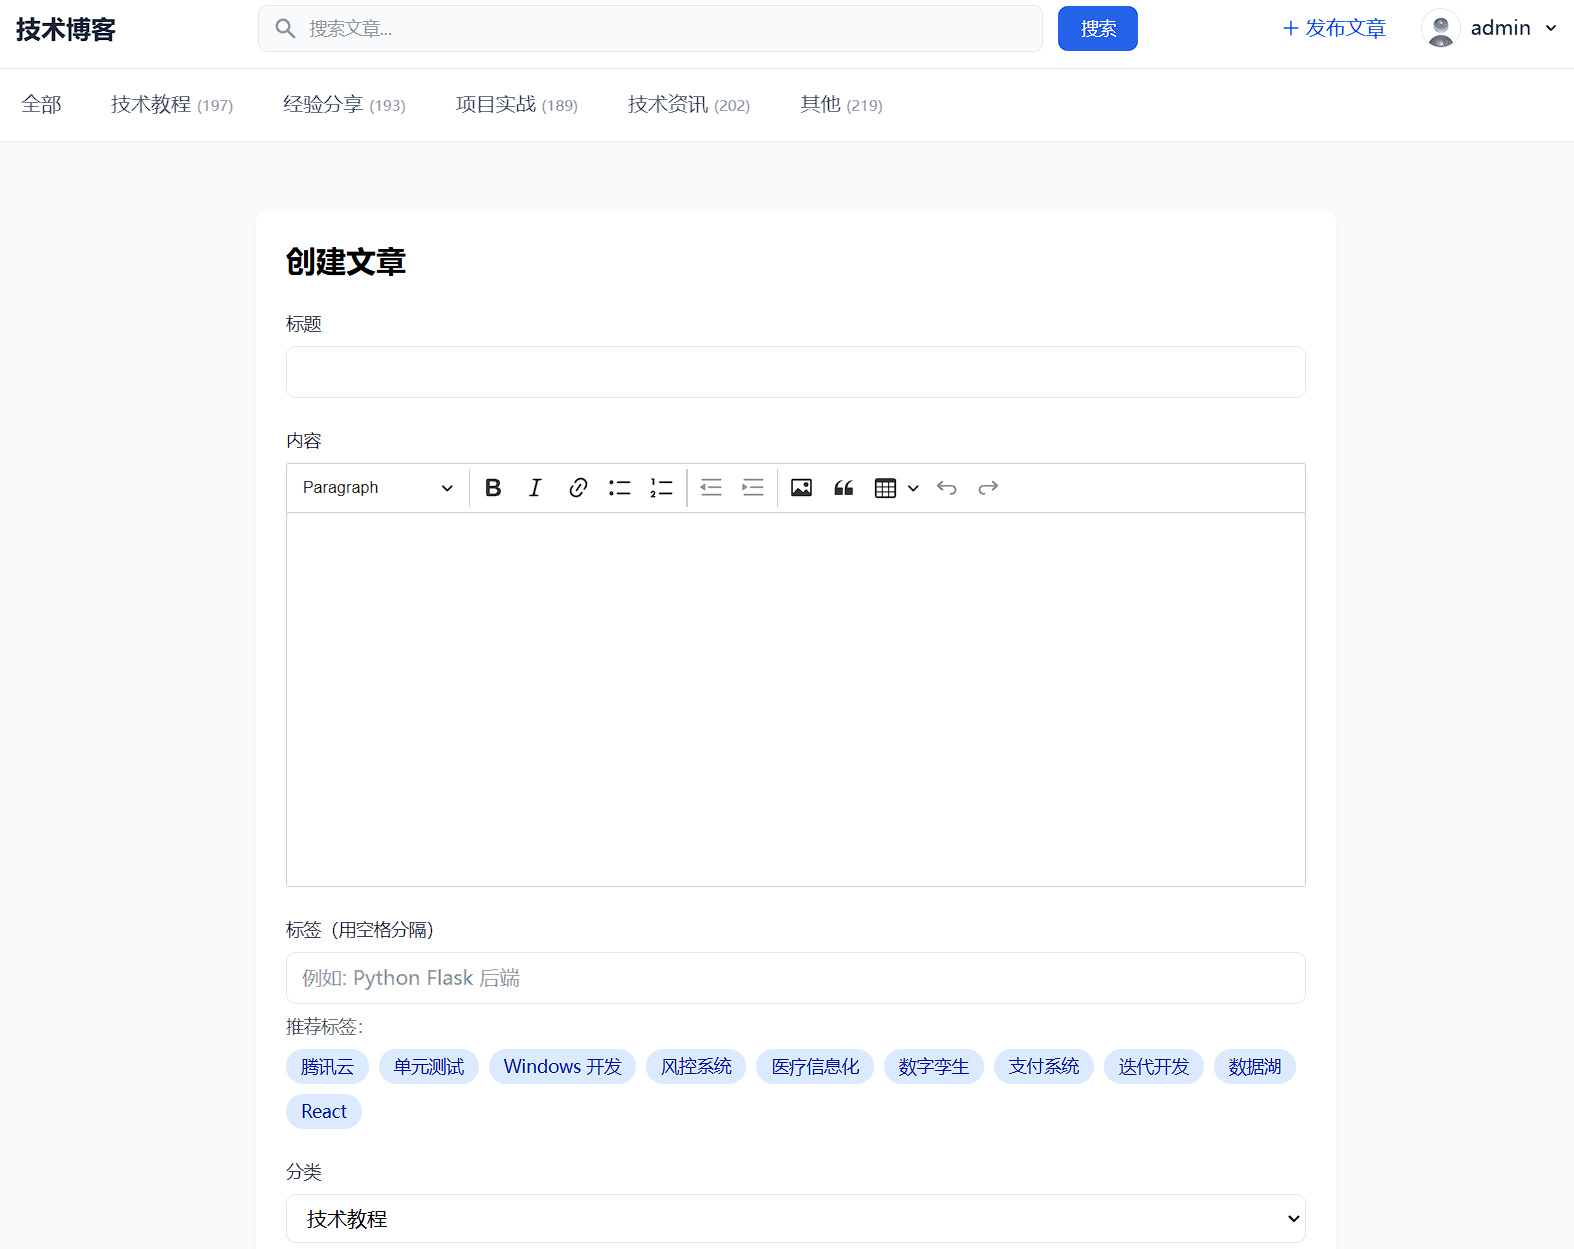 技术博客 搜索文章... 搜索 + 发布文章 admin
全部 技术教程 (197) 经验分享 (193) 项目实战 (189) 技术资讯 (202) 其他 (219)
创建文章
标题
内容
Paragraph
标签（用空格分隔）
例如: Python Flask 后端
推荐标签：
腾讯云 单元测试 Windows 开发 风控系统 医疗信息化 数字孪生 支付系统 迭代开发 数据湖
React
分类
技术教程